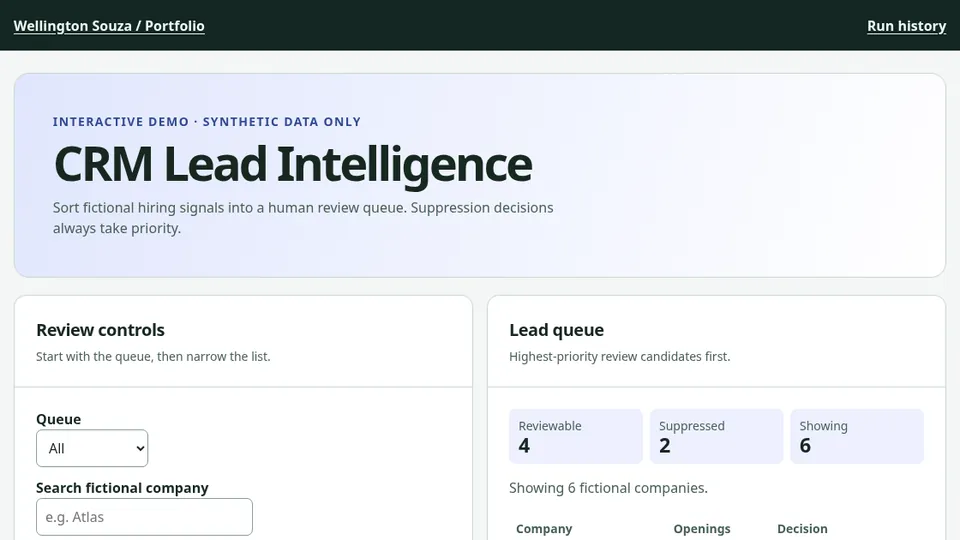 Wellington Souza / Portfolio
Run history
INTERACTIVE DEMO · SYNTHETIC DATA ONLY
CRM Lead Intelligence
Sort fictional hiring signals into a human review queue. Suppression decisions
always take priority.
Review controls
Start with the queue, then narrow the list.
Queue
All
Search fictional company
e.g. Atlas
Lead queue
Highest-priority review candidates first.
Reviewable
4
Suppressed
2
Showing
6
Showing 6 fictional companies.
Company Openings Decision